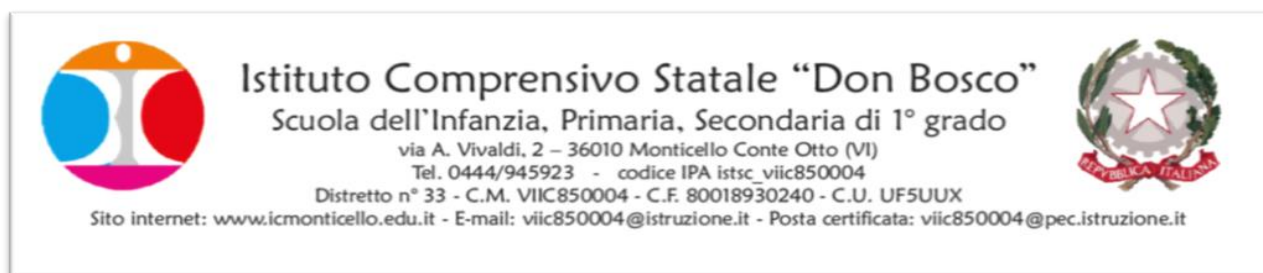 Istituto Comprensivo Statale “Don Bosco”
Scuola dell’Infanzia, Primaria, Secondaria di 1° grado
via A. Vivaldi, 2 – 36010 Monticello Conte Otto (VI)
Tel. 0444/945923 - codice IPA istsc_viic850004
Distretto n° 33 - C.M. VIIC850004 - C.F. 80018930240 - C.U. UF5UUX
Sito internet: www.icmonticello.edu.it - E-mail: viic850004@istruzione.it - Posta certificata: viic850004@pec.istruzione.it
REPVBBLICA ITALIANA